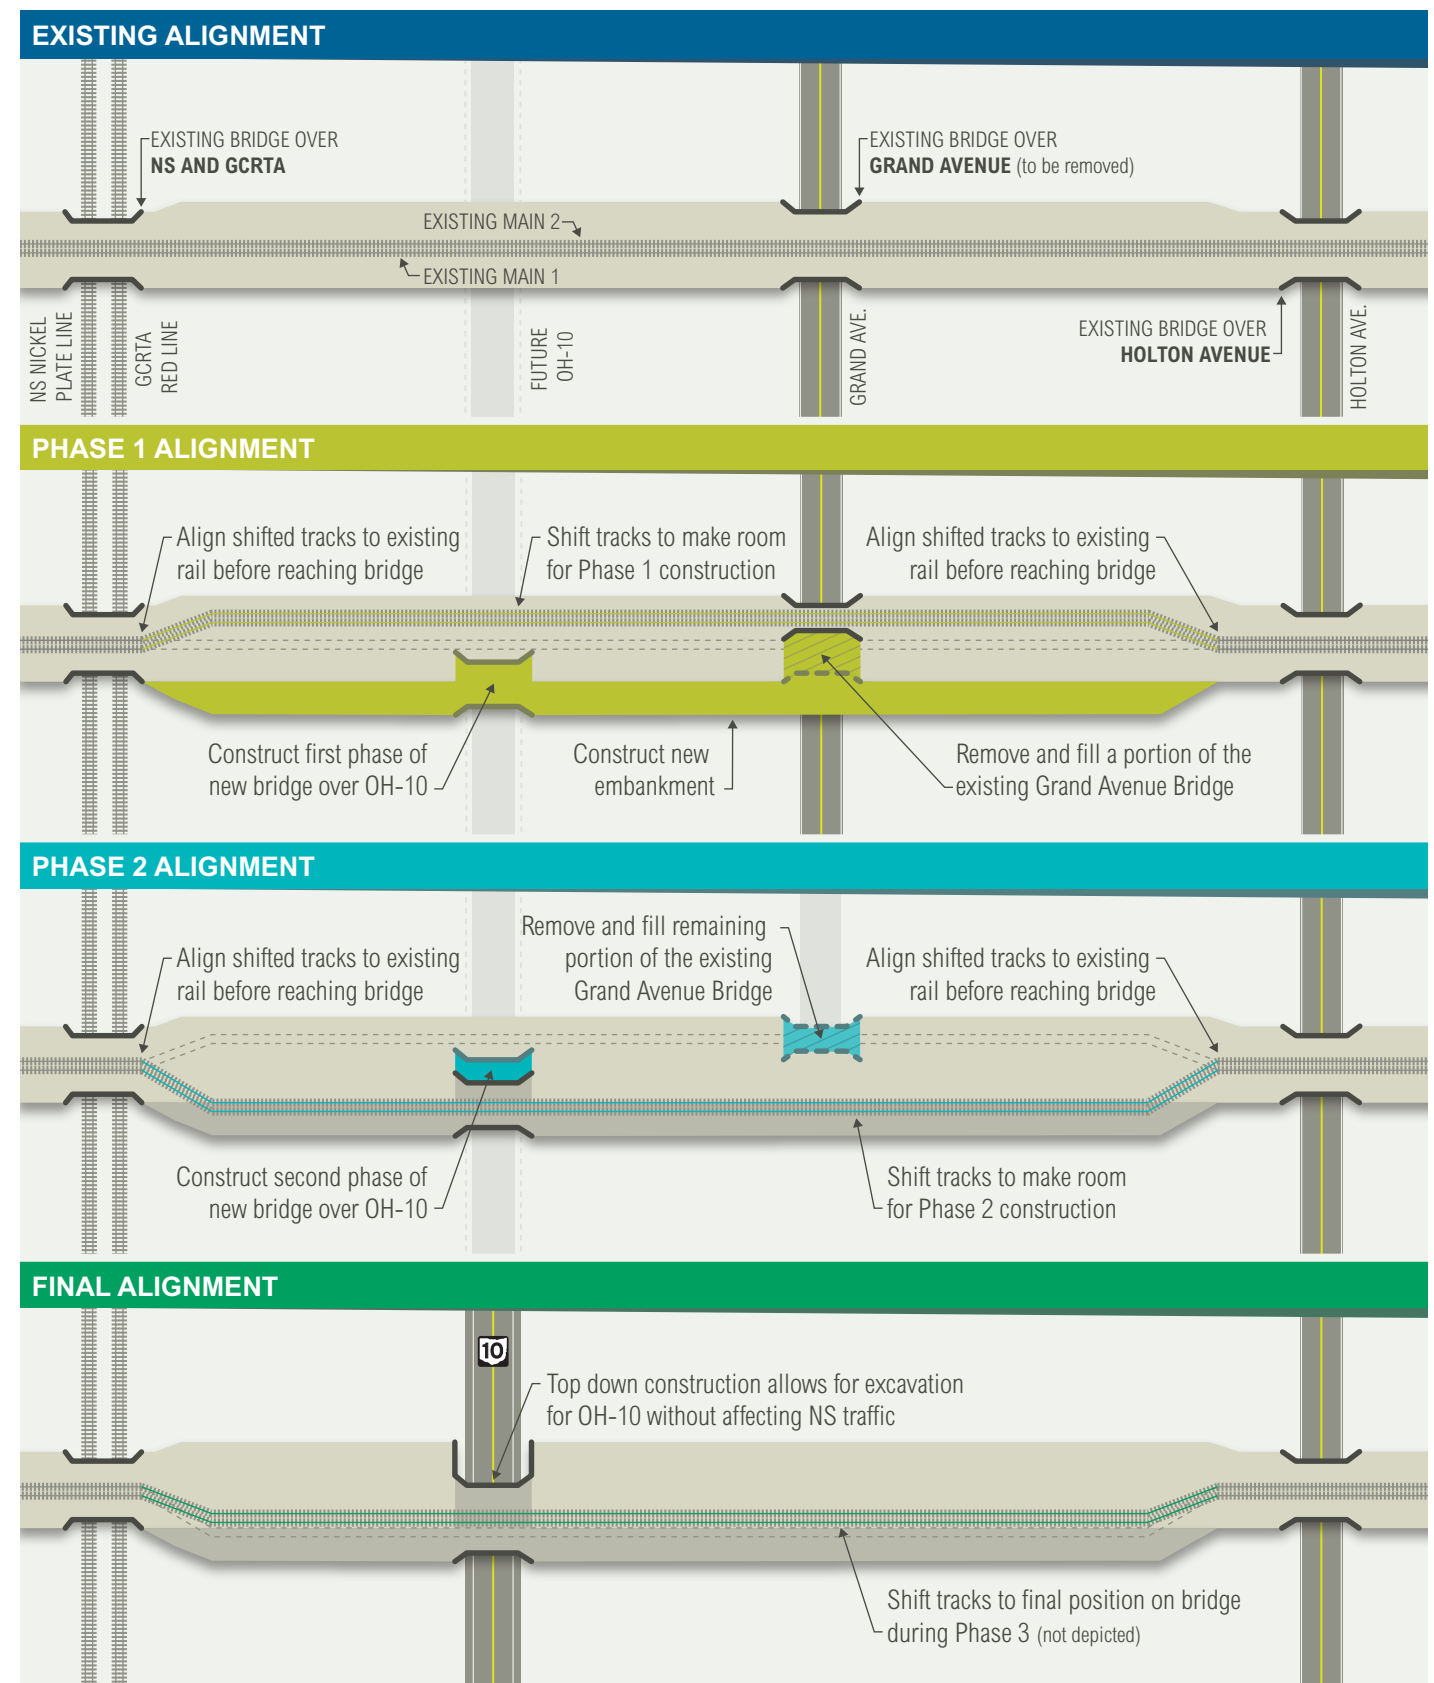 EXISTING ALIGNMENT
EXISTING BRIDGE OVER
NS AND GCRTA
EXISTING BRIDGE OVER
GRAND AVENUE (to be removed)
EXISTING MAIN 2
EXISTING MAIN 1
NS NICKEL
PLATE LINE
GCRTA
RED LINE
FUTURE
OH-10
GRAND AVE.
EXISTING BRIDGE OVER
HOLTON AVENUE
HOLTON AVE.
PHASE 1 ALIGNMENT
Align shifted tracks to existing
rail before reaching bridge
Shift tracks to make room
for Phase 1 construction
Align shifted tracks to existing
rail before reaching bridge
Construct first phase of
new bridge over OH-10
Construct new
embankment
Remove and fill a portion of the
existing Grand Avenue Bridge
PHASE 2 ALIGNMENT
Align shifted tracks to existing
rail before reaching bridge
Remove and fill remaining
portion of the existing
Grand Avenue Bridge
Align shifted tracks to existing
rail before reaching bridge
Construct second phase of
new bridge over OH-10
Shift tracks to make room
for Phase 2 construction
FINAL ALIGNMENT
10
Top down construction allows for excavation
for OH-10 without affecting NS traffic
Shift tracks to final position on bridge
during Phase 3 (not depicted)